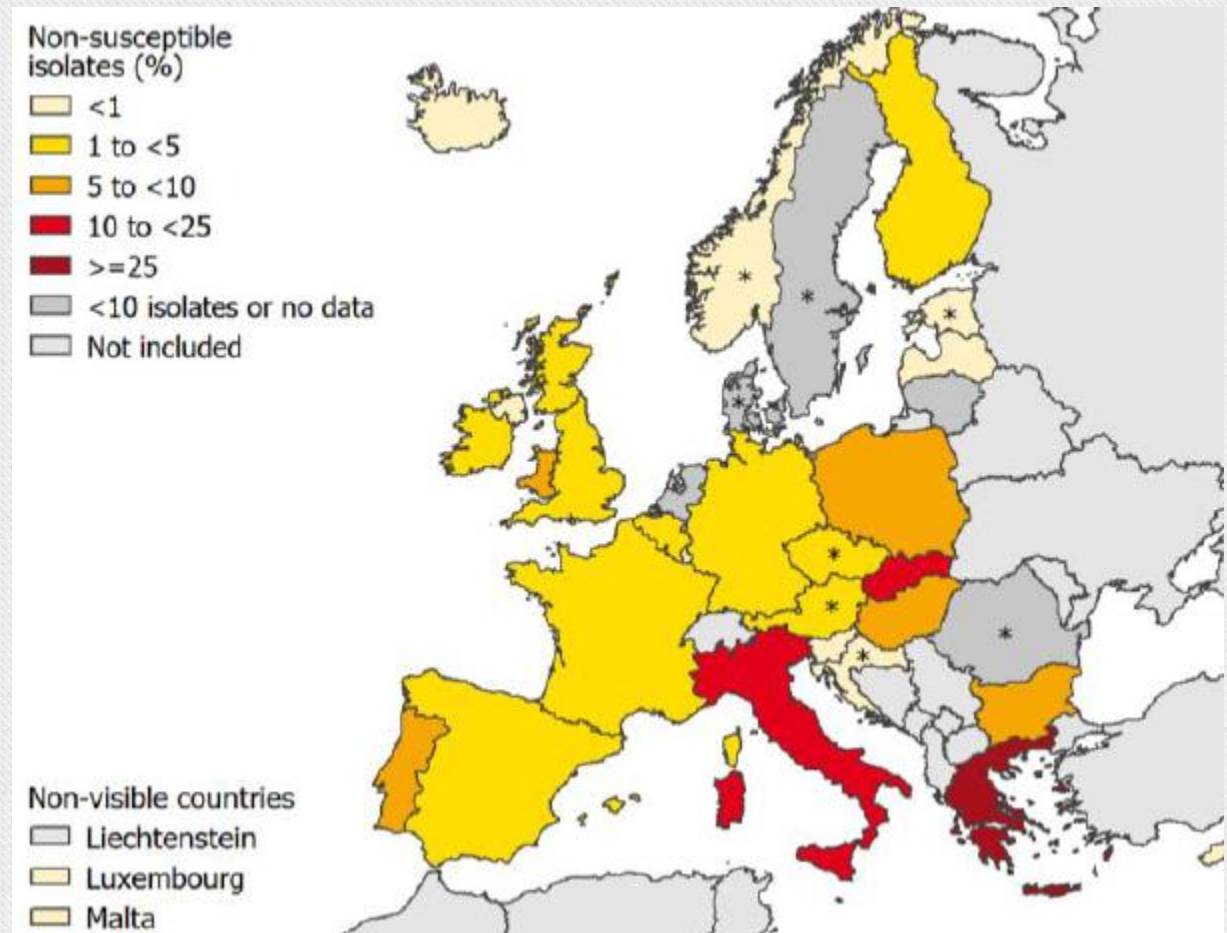 Non-susceptible
isolates (%)
<1
1 to <5
5 to <10
10 to <25
>=25
<10 isolates or no data
Not included
*
*
*
*
*
*
*
*
Non-visible countries
Liechtenstein
Luxembourg
Malta